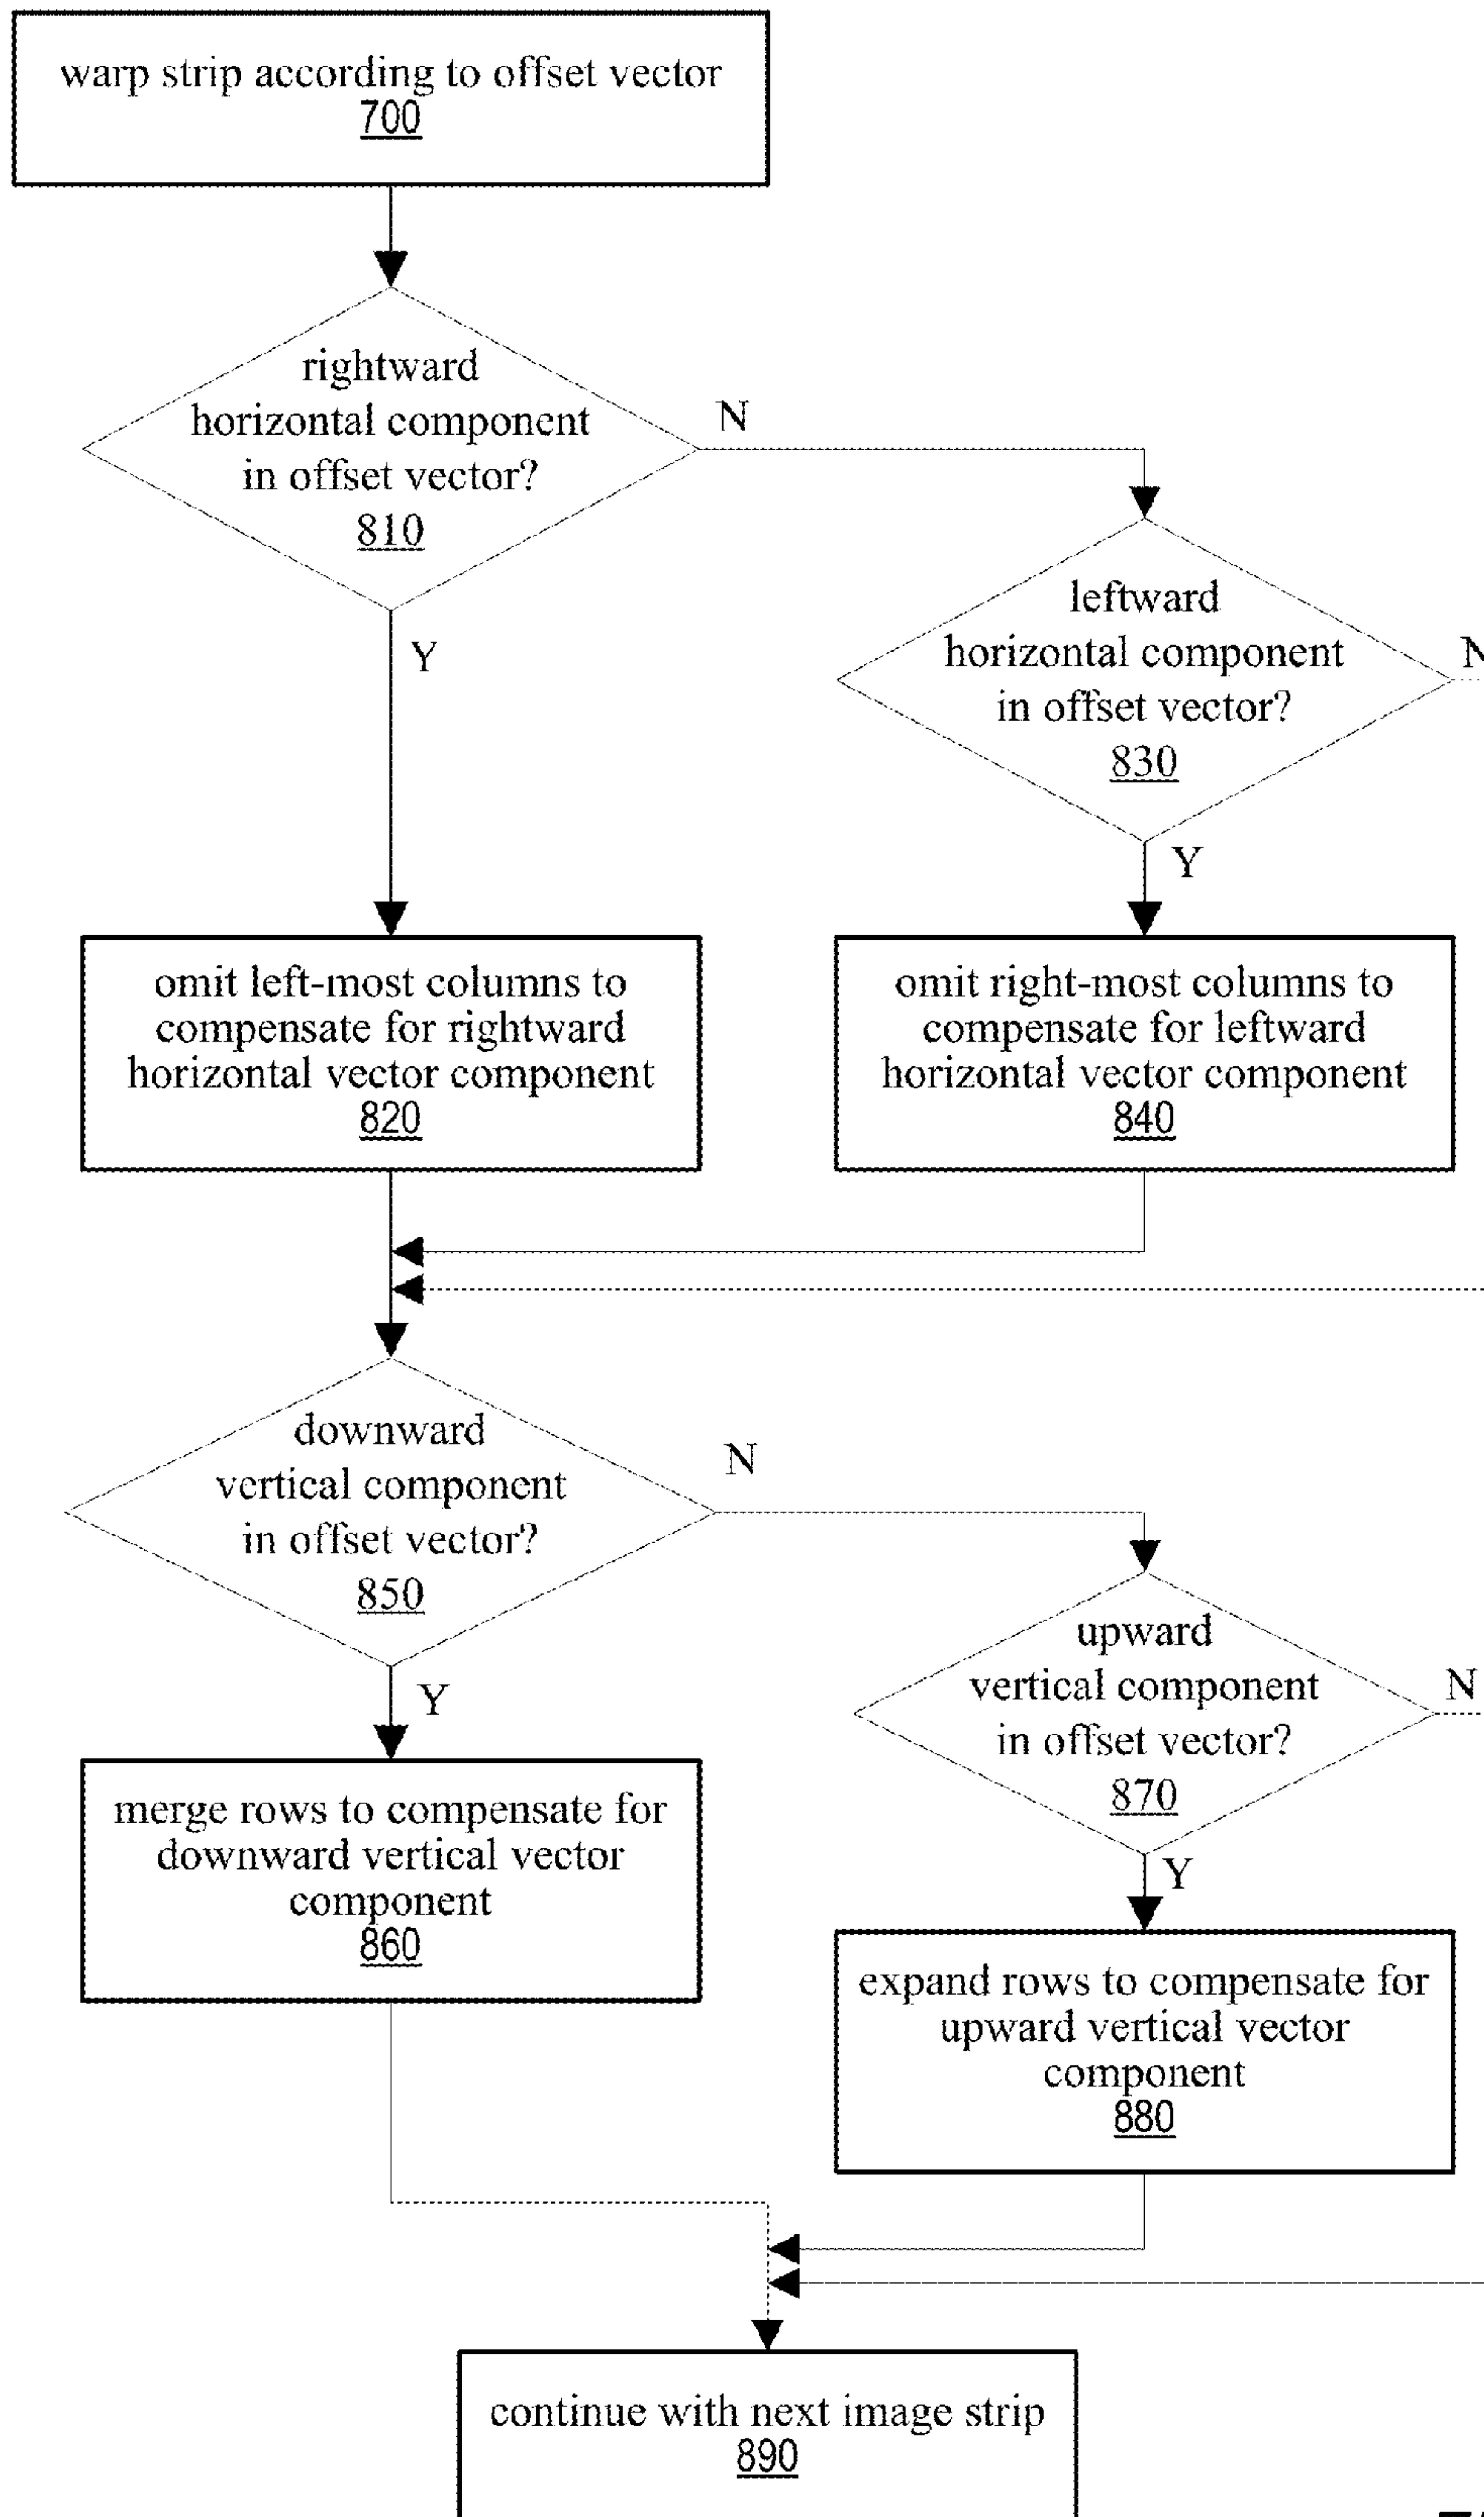 warp strip according to offset vector
700
rightward
horizontal component
in offset vector?
810
N
Y
leftward
horizontal component
in offset vector?
830
N
Y
omit left-most columns to
compensate for rightward
horizontal vector component
820
omit right-most columns to
compensate for leftward
horizontal vector component
840
downward
vertical component
in offset vector?
850
N
Y
upward
vertical component
in offset vector?
870
N
Y
merge rows to compensate for
downward vertical vector
component
860
expand rows to compensate for
upward vertical vector
component
880
continue with next image strip
890